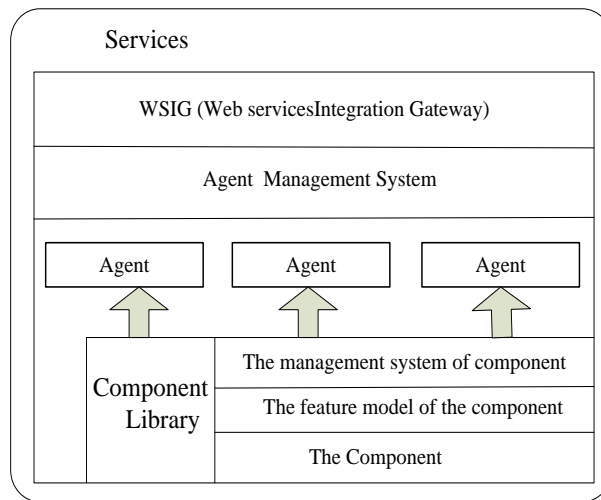 Services
WSIG (Web servicesIntegration Gateway)
Agent Management System
Agent
Agent
Agent
Component
Library
The management system of component
The feature model of the component
The Component